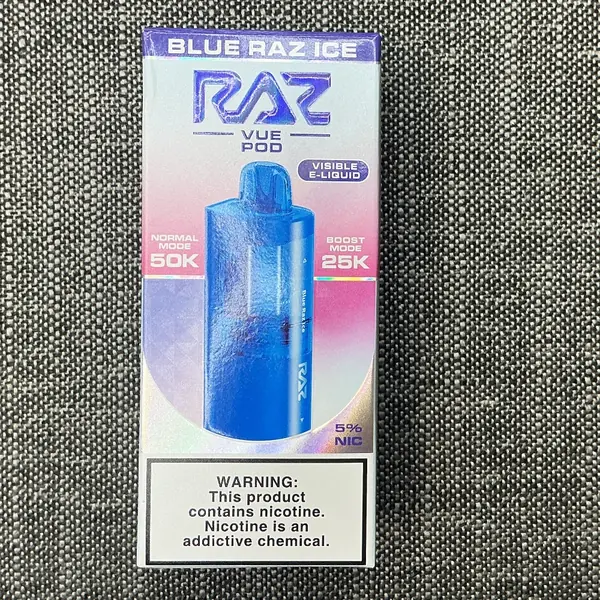 BLUE RAZ ICE
RAZ
VUE
POD
VISIBLE
E-LIQUID
NORMAL
MODE
50K
BOOST
MODE
25K
Blue Raz Ice
RAZ
5%
NIC
WARNING:
This product
contains nicotine.
Nicotine is an
addictive chemical.